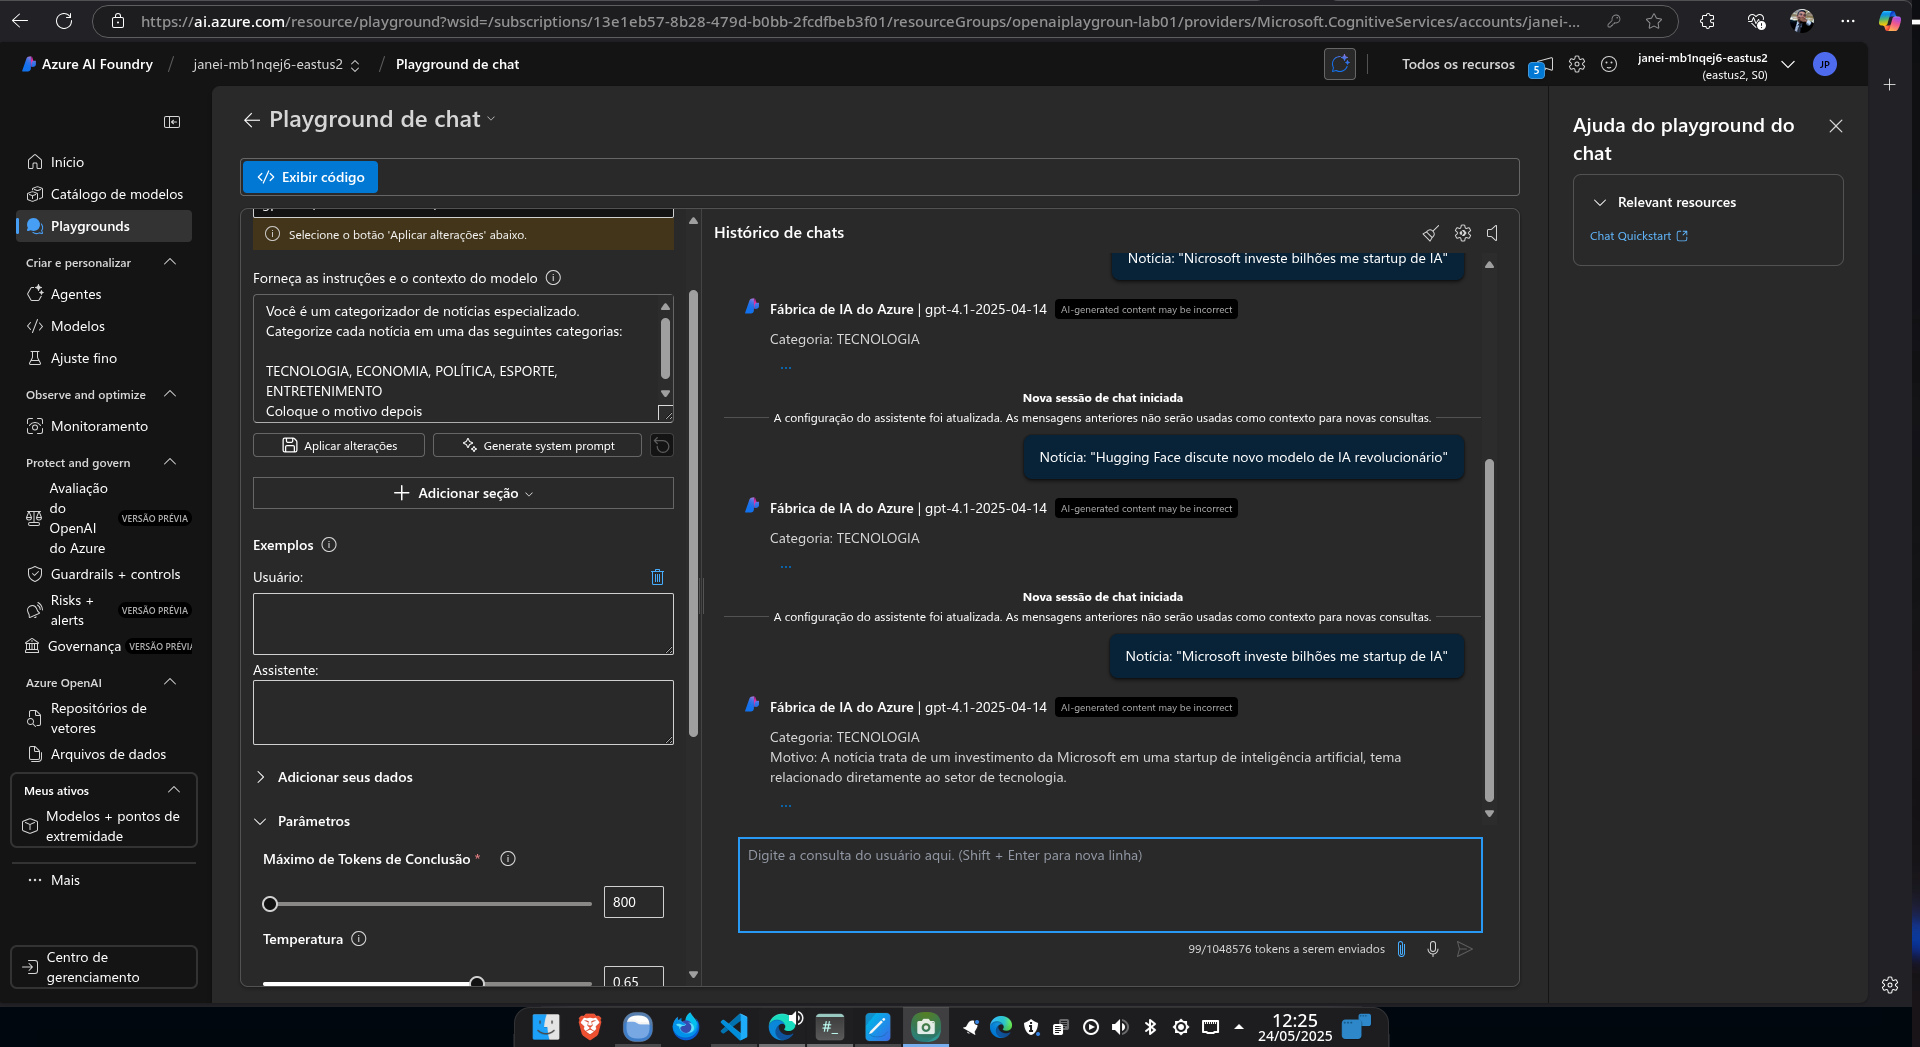 https://ai.azure.com/resource/playground?wsid=/subscriptions/13e1eb57-8b28-479d-b0bb-2fcdfbeb3f01/resourceGroups/openaiplaygroun-lab01/providers/Microsoft.CognitiveServices/accounts/janei-...
Azure AI Foundry / janei-mb1nqej6-eastus2 / Playground de chat
Todos os recursos
5
janei-mb1nqej6-eastus2
(eastus2, S0)
JP
Início
Catálogo de modelos
Playgrounds
Criar e personalizar
Agentes
Modelos
Ajuste fino
Observe and optimize
Monitoramento
Protect and govern
Avaliação
do
OpenAI
do Azure
VERSÃO PRÉVIA
Guardrails + controls
Risks +
alerts
VERSÃO PRÉVIA
Governança VERSÃO PRÉVI
Azure OpenAI
Repositórios de
vetores
Arquivos de dados
Meus ativos
Modelos + pontos de
extremidade
Mais
Centro de
gerenciamento
Playground de chat
Exibir código
Selecione o botão 'Aplicar alterações' abaixo.
Forneça as instruções e o contexto do modelo
Você é um categorizador de notícias especializado.
Categorize cada notícia em uma das seguintes categorias:
TECNOLOGIA, ECONOMIA, POLÍTICA, ESPORTE,
ENTRETENIMENTO
Coloque o motivo depois
Aplicar alterações
Generate system prompt
Adicionar seção
Exemplos
Usuário:
Assistente:
Adicionar seus dados
Parâmetros
Máximo de Tokens de Conclusão *
800
Temperatura
0.65
Histórico de chats
Notícia: "Nicrosoft investe bilhões me startup de IA"
Fábrica de IA do Azure | gpt-4.1-2025-04-14 AI-generated content may be incorrect
Categoria: TECNOLOGIA
...
Nova sessão de chat iniciada
A configuração do assistente foi atualizada. As mensagens anteriores não serão usadas como contexto para novas consultas.
Notícia: "Hugging Face discute novo modelo de IA revolucionário"
Fábrica de IA do Azure | gpt-4.1-2025-04-14 AI-generated content may be incorrect
Categoria: TECNOLOGIA
...
Nova sessão de chat iniciada
A configuração do assistente foi atualizada. As mensagens anteriores não serão usadas como contexto para novas consultas.
Notícia: "Microsoft investe bilhões me startup de IA"
Fábrica de IA do Azure | gpt-4.1-2025-04-14 AI-generated content may be incorrect
Categoria: TECNOLOGIA
Motivo: A notícia trata de um investimento da Microsoft em uma startup de inteligência artificial, tema
relacionado diretamente ao setor de tecnologia.
...
Digite a consulta do usuário aqui. (Shift + Enter para nova linha)
99/1048576 tokens a serem enviados
Ajuda do playground do
chat
Relevant resources
Chat Quickstart
12:25
24/05/2025